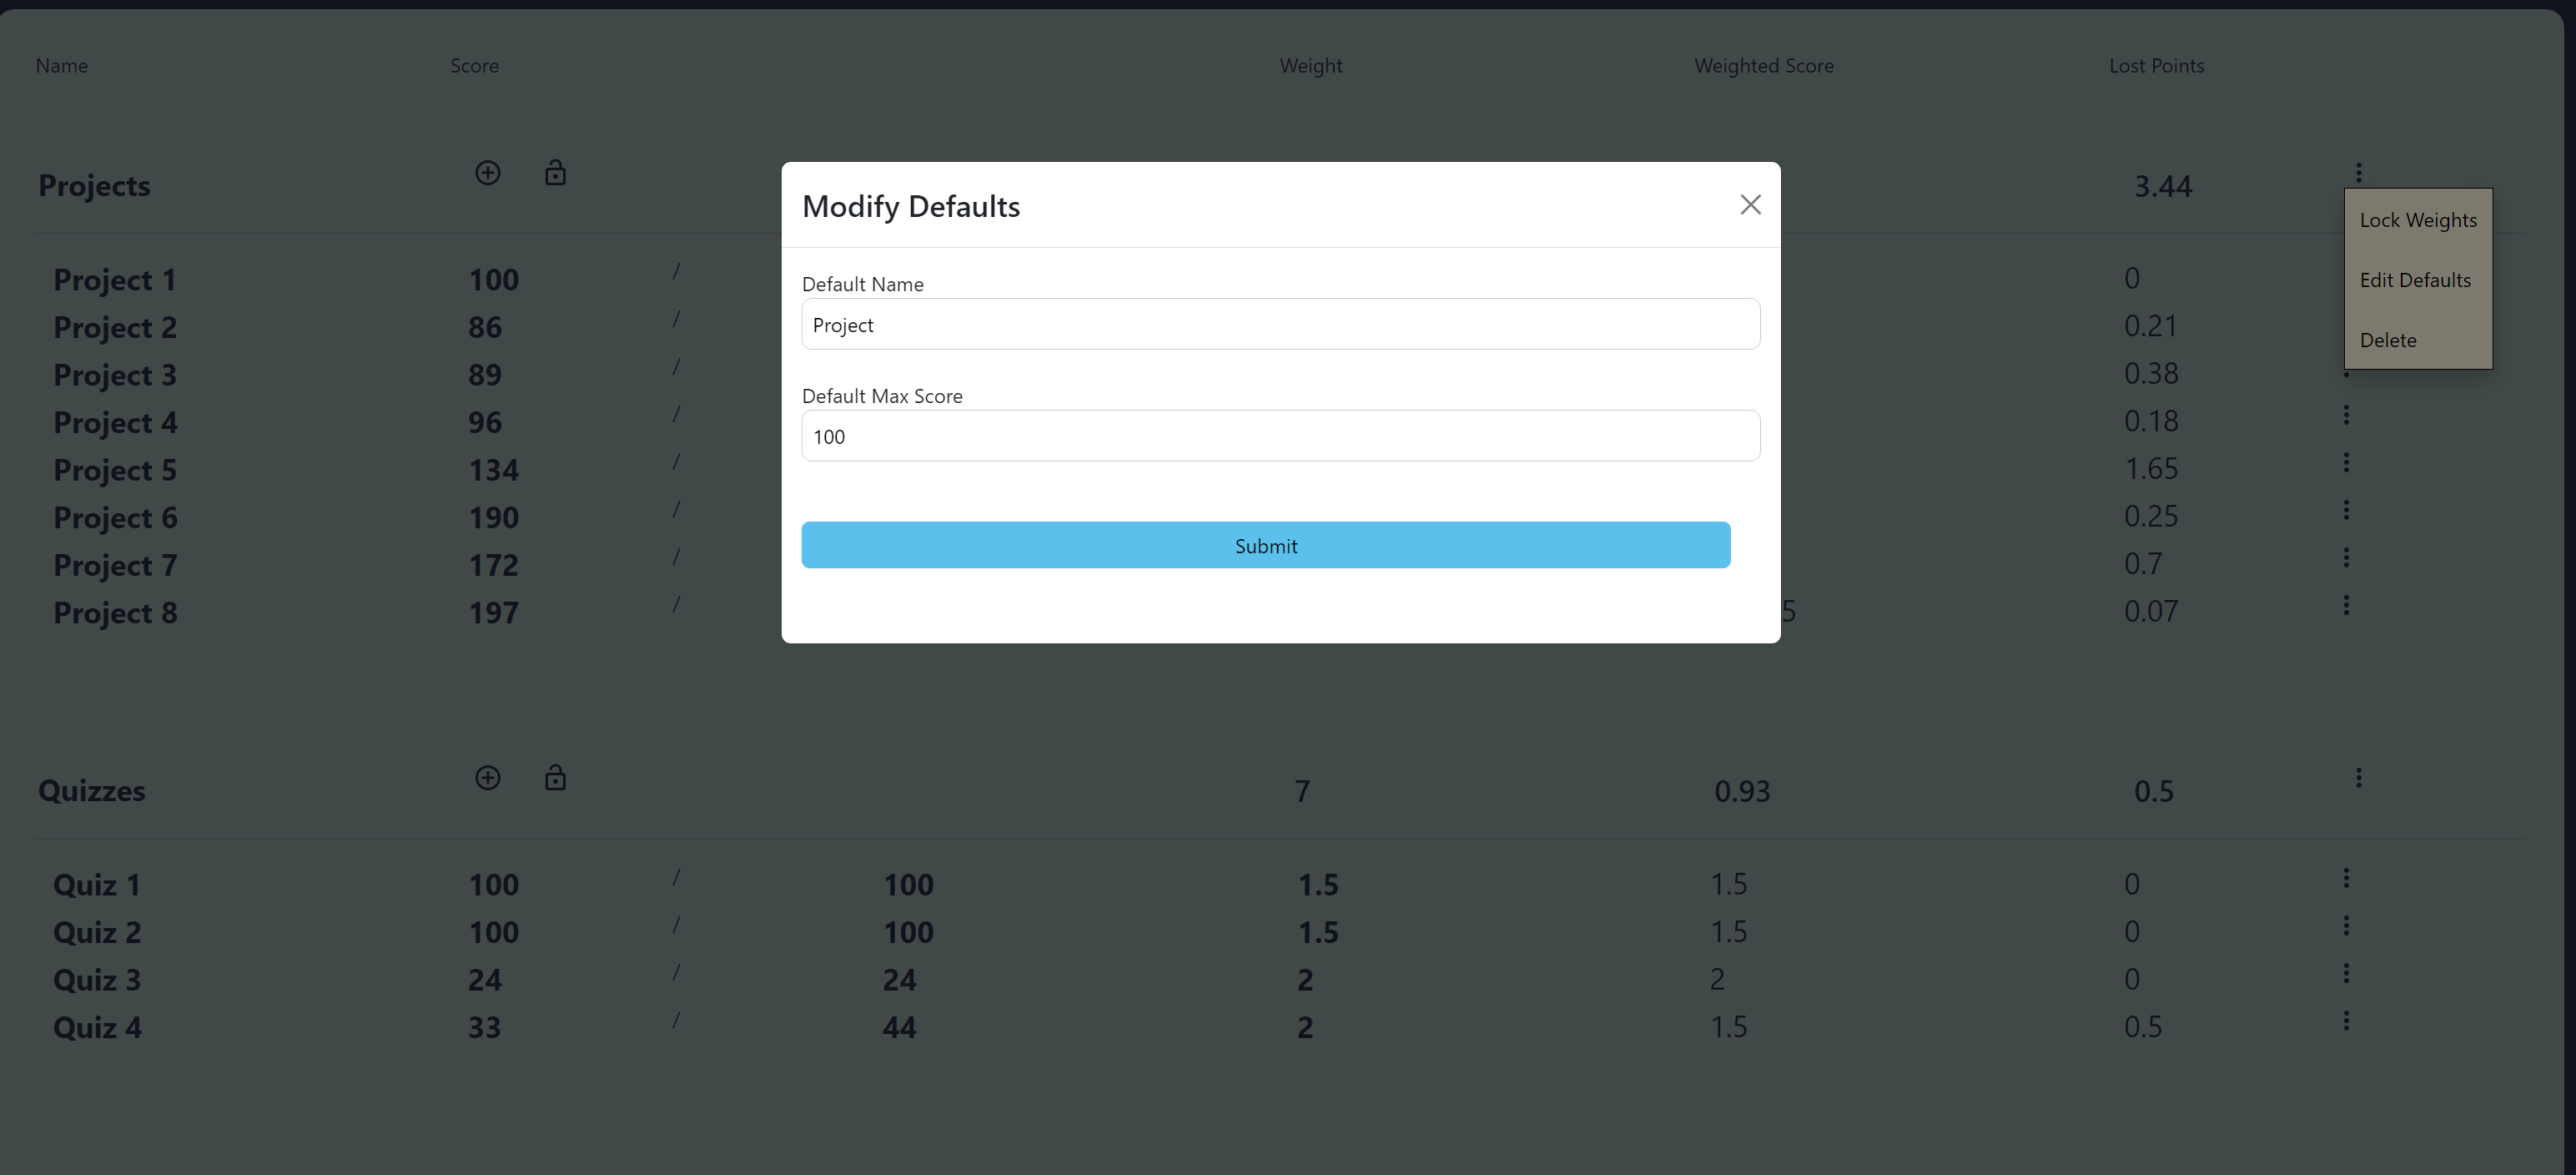 Name Score Weight Weighted Score Lost Points
Projects 3.44
Modify Defaults
Lock Weights
Edit Defaults
Delete
Default Name
Project
Default Max Score
100
Submit
Project 1 100 / 0
Project 2 86 / 0.21
Project 3 89 / 0.38
Project 4 96 / 0.18
Project 5 134 / 1.65
Project 6 190 / 0.25
Project 7 172 / 0.7
Project 8 197 / 5 0.07
Quizzes 7 0.93 0.5
Quiz 1 100 / 100 1.5 1.5 0
Quiz 2 100 / 100 1.5 1.5 0
Quiz 3 24 / 24 2 2 0
Quiz 4 33 / 44 2 1.5 0.5